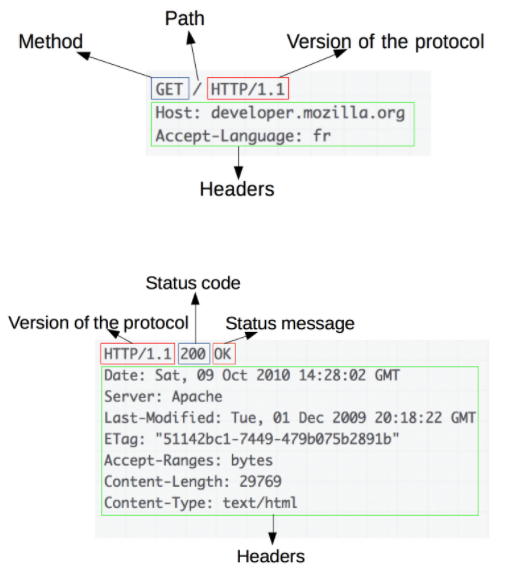 Path
Method
Version of the protocol
GET / HTTP/1.1
Host: developer.mozilla.org
Accept-Language: fr
Headers
Status code
Version of the protocol
Status message
HTTP/1.1 200 OK
Date: Sat, 09 Oct 2010 14:28:02 GMT
Server: Apache
Last-Modified: Tue, 01 Dec 2009 20:18:22 GMT
ETag: "51142bc1-7449-479b075b2891b"
Accept-Ranges: bytes
Content-Length: 29769
Content-Type: text/html
Headers